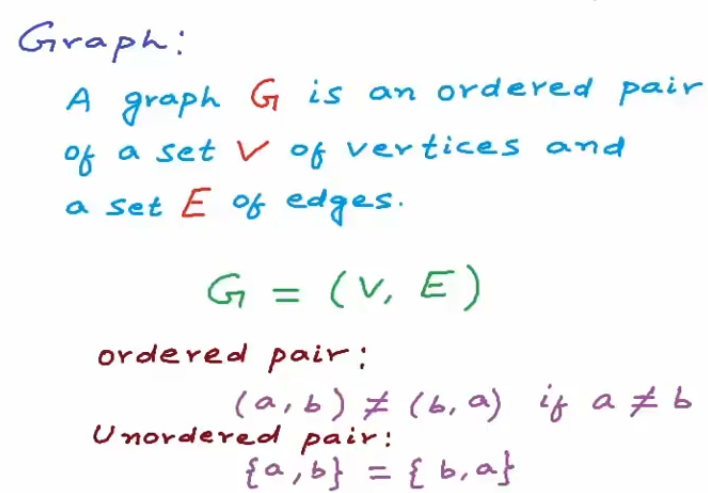 Graph:
A graph G is an ordered pair
of a set V of vertices and
a set E of edges.
G = (V, E)
ordered pair:
(a, b) ≠ (b, a) if a ≠ b
Unordered pair:
{a, b} = {b, a}